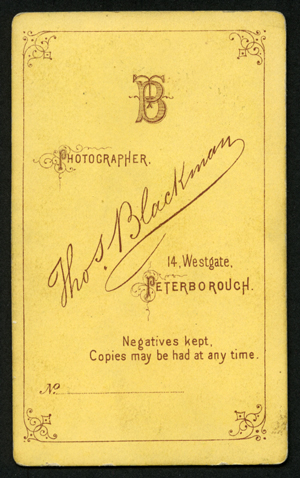 TB
PHOTOGRAPHER.
Thos. Blackman
14, Westgate,
PETERBOROUGH.
Negatives kept,
Copies may be had at any time.
No.